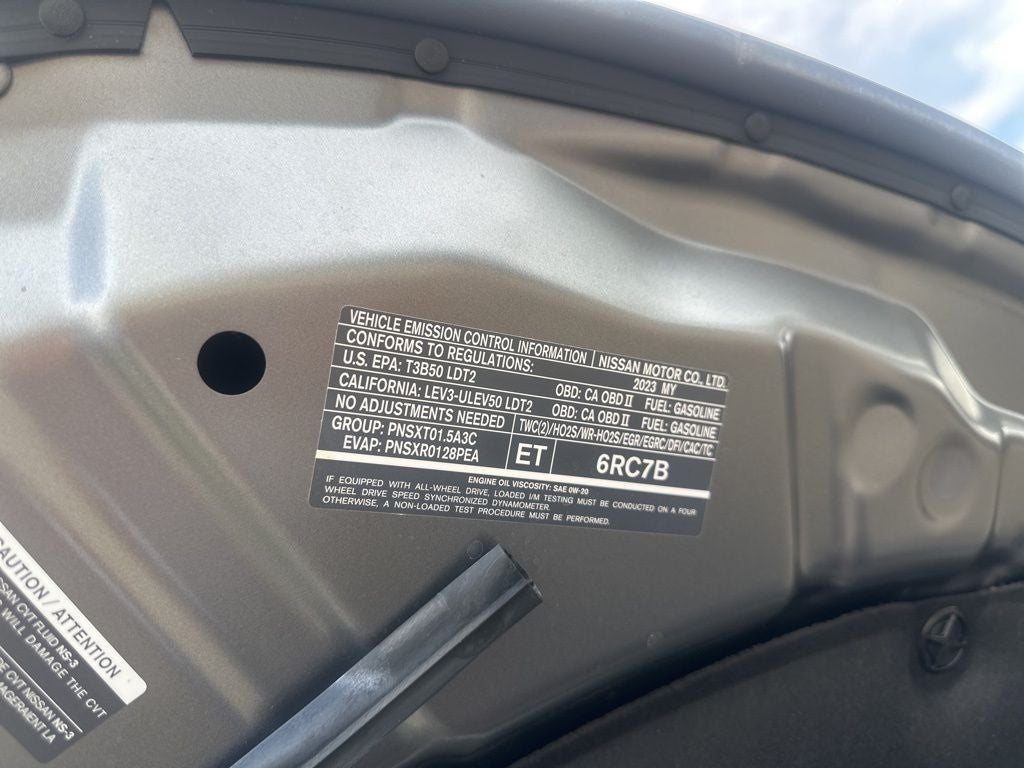 VEHICLE EMISSION CONTROL INFORMATION NISSAN MOTOR CO., LTD.
CONFORMS TO REGULATIONS: 2023 MY
U.S. EPA: T3B50 LDT2 OBD: CA OBD II FUEL: GASOLINE
CALIFORNIA: LEV3-ULEV50 LDT2 OBD: CA OBD II FUEL: GASOLINE
NO ADJUSTMENTS NEEDED TWC(2)/HO2S/WR-HO2S/EGR/EGRC/DFI/CAC/TC
GROUP: PNSXT01.5A3C
EVAP: PNSXR0128PEA
ET 6RC7B
ENGINE OIL VISCOSITY: SAE 0W-20
IF EQUIPPED WITH ALL-WHEEL DRIVE, LOADED I/M TESTING MUST BE CONDUCTED ON A FOUR
WHEEL DRIVE SPEED SYNCHRONIZED DYNAMOMETER.
OTHERWISE, A NON-LOADED TEST PROCEDURE MUST BE PERFORMED.
CAUTION / ATTENTION
CVT FLUID NS-3
WILL DAMAGE THE CVT
CVT NISSAN NS-3
LA